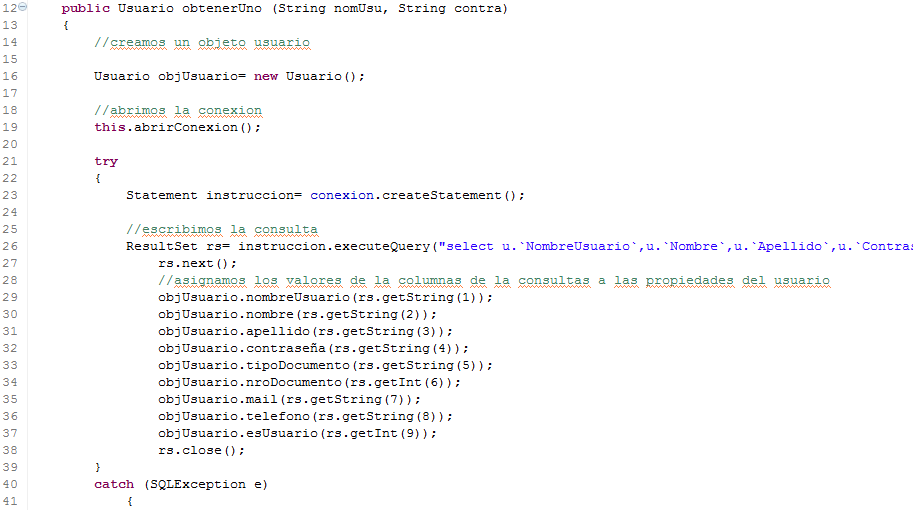 12 public Usuario obtenerUno (String nomUsu, String contra)
13 {
14 //creamos un objeto usuario
15
16 Usuario objUsuario= new Usuario();
17
18 //abrimos la conexion
19 this.abrirConexion();
20
21 try
22 {
23 Statement instruccion= conexion.createStatement();
24
25 //escribimos la consulta
26 ResultSet rs= instruccion.executeQuery("select u.`NombreUsuario`,u.`Nombre`,u.`Apellido`,u.`Contras
27 rs.next();
28 //asignamos los valores de la columnas de la consultas a las propiedades del usuario
29 objUsuario.nombreUsuario(rs.getString(1));
30 objUsuario.nombre(rs.getString(2));
31 objUsuario.apellido(rs.getString(3));
32 objUsuario.contraseña(rs.getString(4));
33 objUsuario.tipoDocumento(rs.getString(5));
34 objUsuario.nroDocumento(rs.getInt(6));
35 objUsuario.mail(rs.getString(7));
36 objUsuario.telefono(rs.getString(8));
37 objUsuario.esUsuario(rs.getInt(9));
38 rs.close();
39 }
40 catch (SQLException e)
41 {